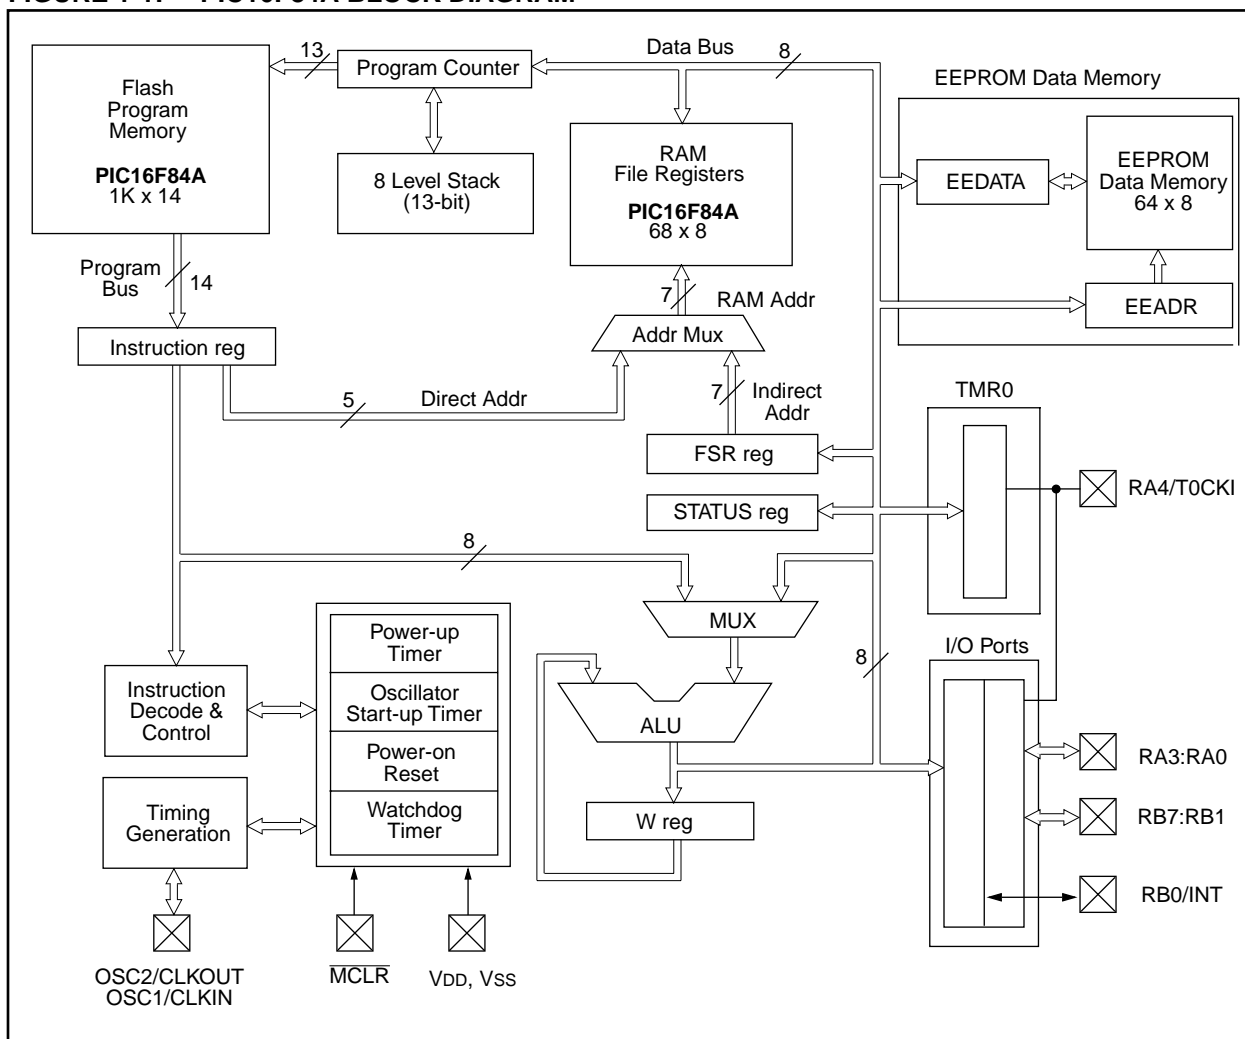 13
Program Counter
Data Bus
8
EEPROM Data Memory
Flash
Program
Memory
PIC16F84A
1K x 14
8 Level Stack
(13-bit)
RAM
File Registers
PIC16F84A
68 x 8
EEDATA
EEPROM
Data Memory
64 x 8
EEADR
Program
Bus
14
7
RAM Addr
Instruction reg
Addr Mux
5
Direct Addr
7
Indirect
Addr
TMR0
FSR reg
STATUS reg
RA4/T0CKI
8
MUX
Power-up
Timer
Oscillator
Start-up Timer
Power-on
Reset
Watchdog
Timer
Instruction
Decode &
Control
Timing
Generation
ALU
8
W reg
I/O Ports
RA3:RA0
RB7:RB1
RB0/INT
OSC2/CLKOUT
OSC1/CLKIN
MCLR
VDD, VSS